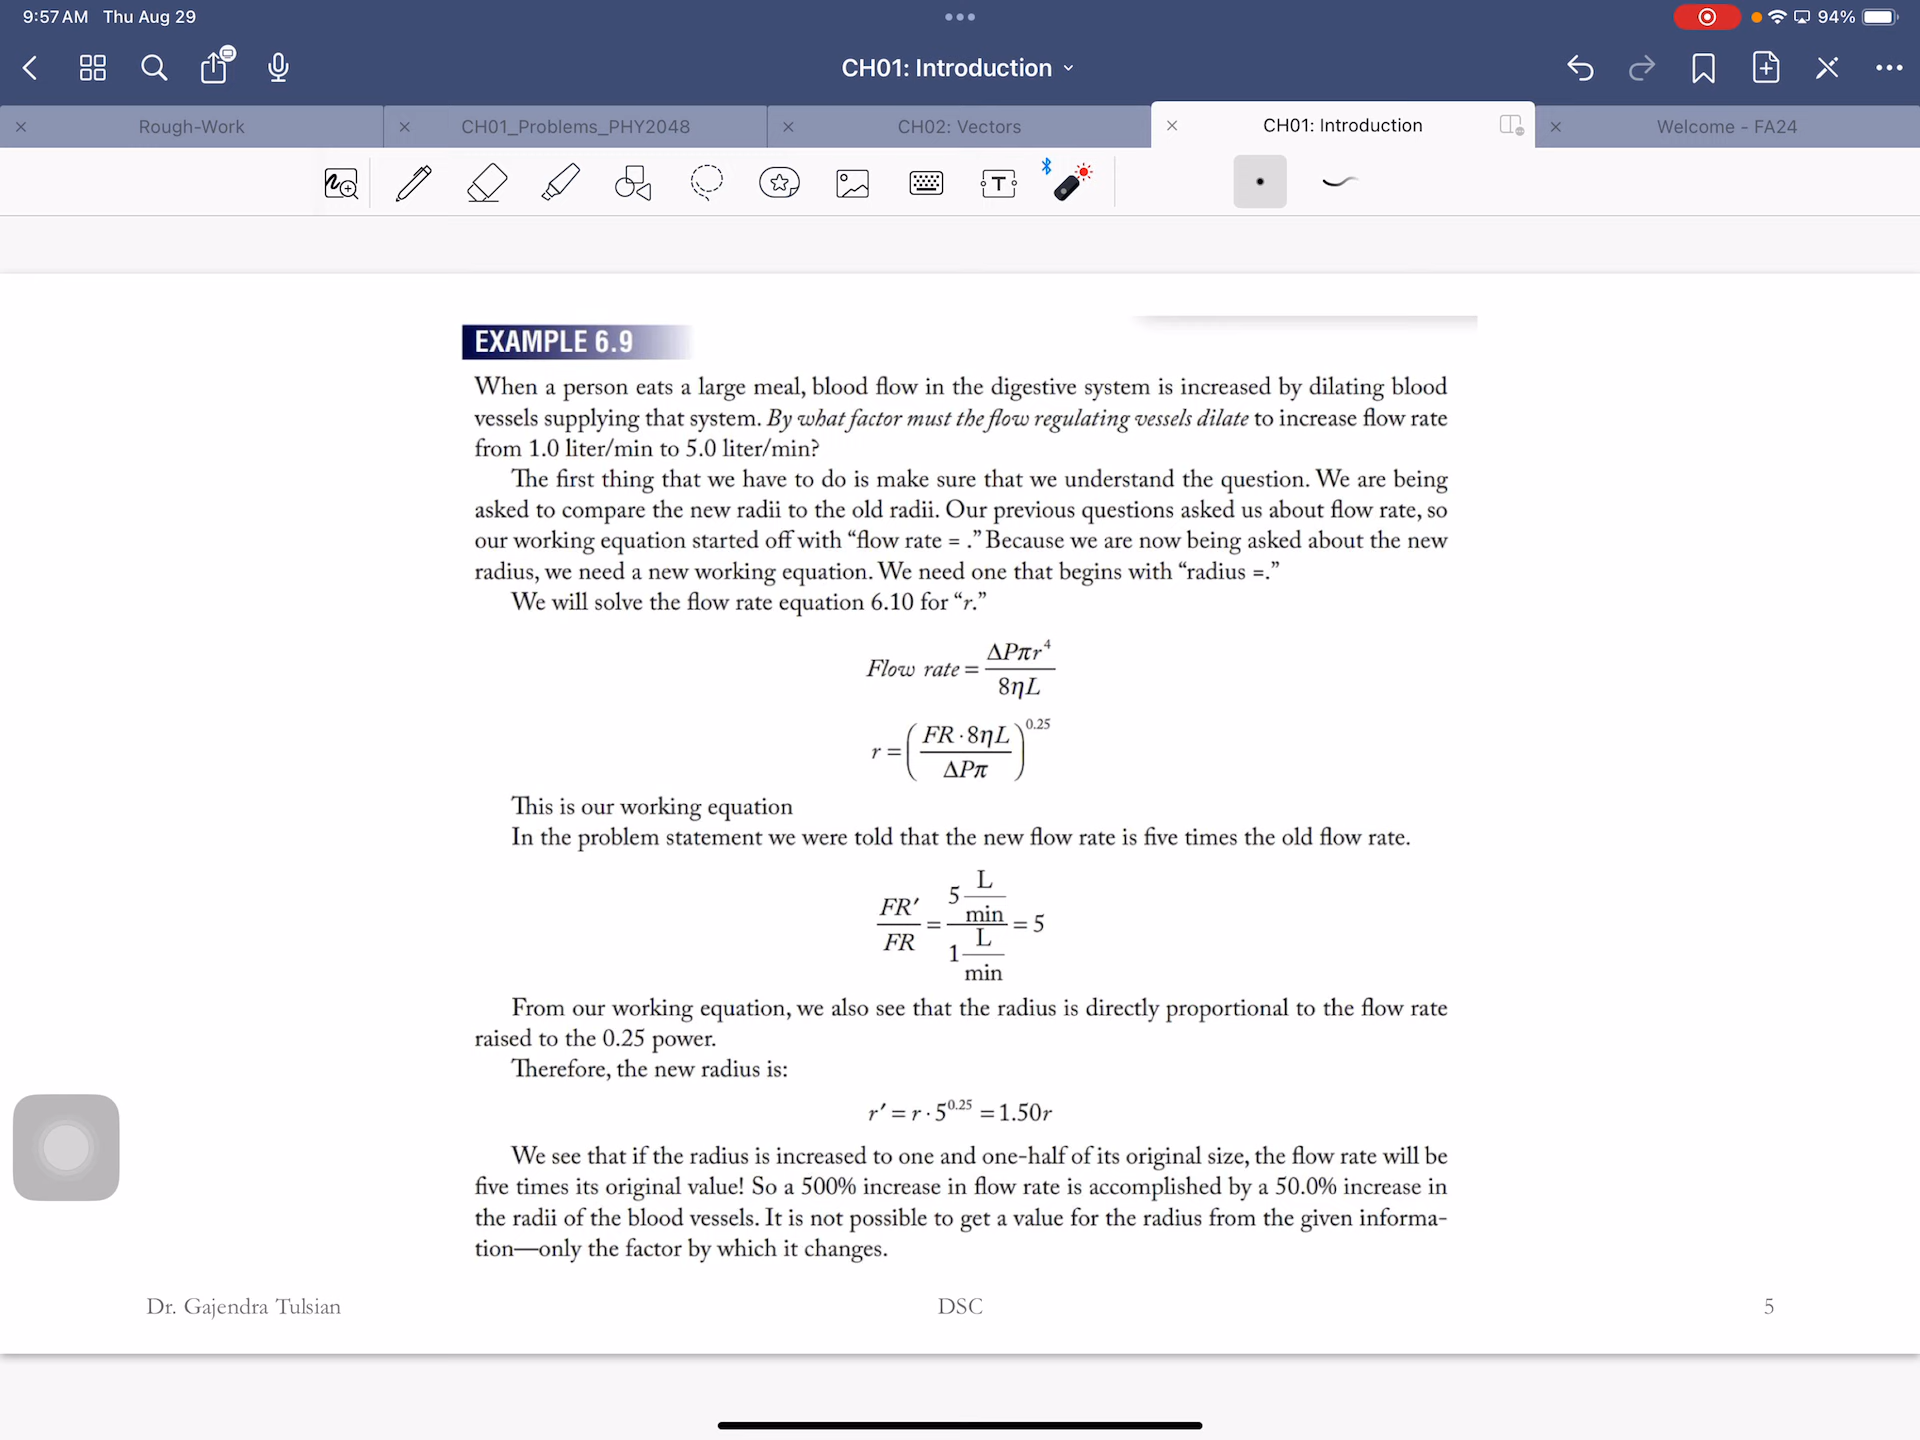 9:57 AM Thu Aug 29
94%
CH01: Introduction
Rough-Work
CH01_Problems_PHY2048
CH02: Vectors
CH01: Introduction
Welcome - FA24
T
EXAMPLE 6.9
When a person eats a large meal, blood flow in the digestive system is increased by dilating blood
vessels supplying that system. By what factor must the flow regulating vessels dilate to increase flow rate
from 1.0 liter/min to 5.0 liter/min?
The first thing that we have to do is make sure that we understand the question. We are being
asked to compare the new radii to the old radii. Our previous questions asked us about flow rate, so
our working equation started off with “flow rate = .” Because we are now being asked about the new
radius, we need a new working equation. We need one that begins with “radius =.”
We will solve the flow rate equation 6.10 for “r.”
Flow rate = ΔPπr⁴ / 8ηL
r = (FR · 8ηL / ΔPπ)^0.25
This is our working equation
In the problem statement we were told that the new flow rate is five times the old flow rate.
FR′ / FR = 5 L/min / 1 L/min = 5
From our working equation, we also see that the radius is directly proportional to the flow rate
raised to the 0.25 power.
Therefore, the new radius is:
r′ = r · 5^0.25 = 1.50r
We see that if the radius is increased to one and one-half of its original size, the flow rate will be
five times its original value! So a 500% increase in flow rate is accomplished by a 50.0% increase in
the radii of the blood vessels. It is not possible to get a value for the radius from the given informa-
tion—only the factor by which it changes.
Dr. Gajendra Tulsian
DSC
5